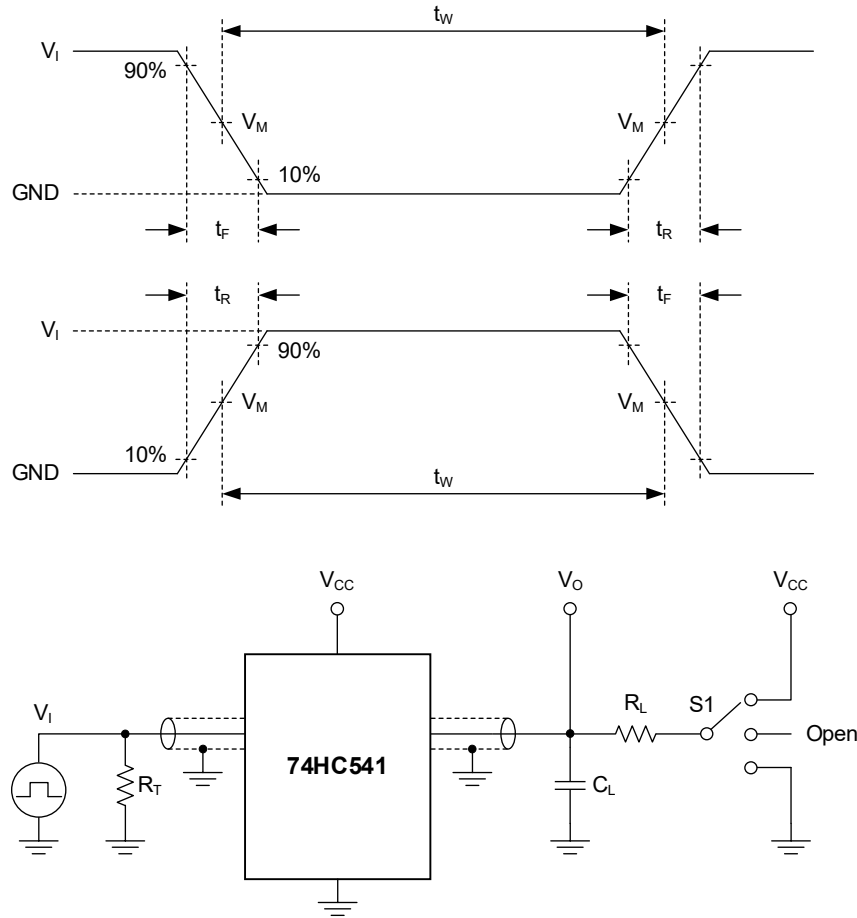 t_W
V_I
90%
V_M
V_M
10%
GND
t_F
t_R
t_R
t_F
V_I
90%
V_M
V_M
10%
GND
t_W
V_CC
V_O
V_CC
V_I
R_L
S1
Open
74HC541
R_T
C_L